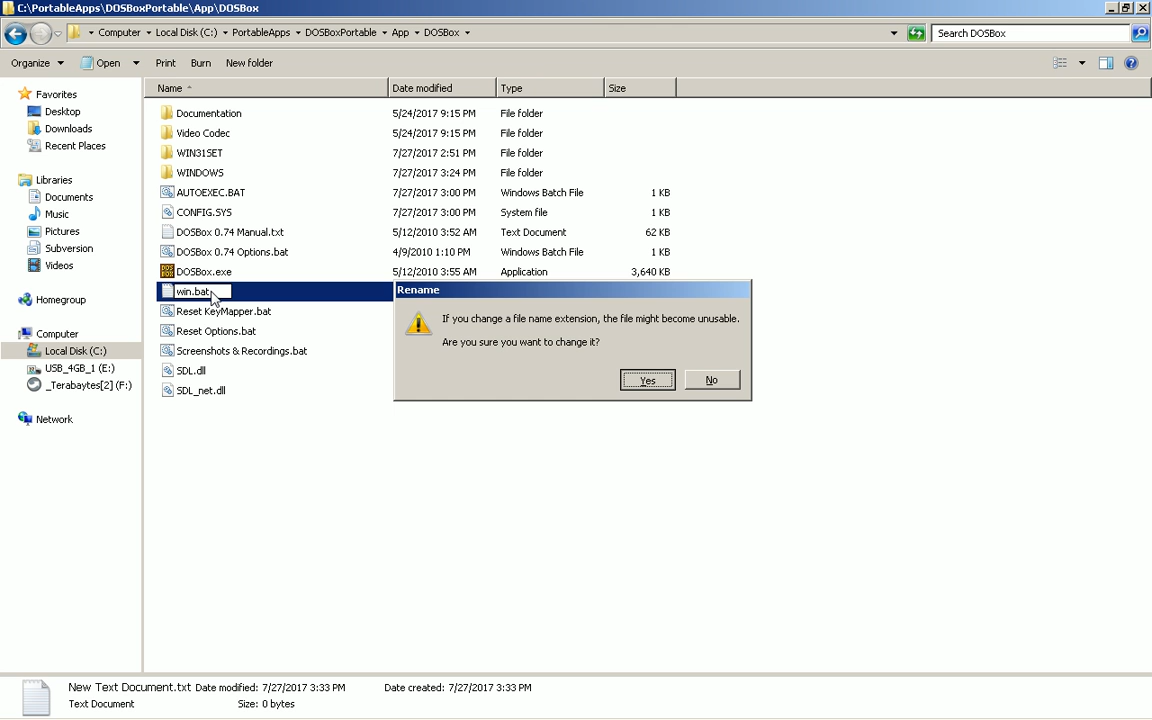 C:\PortableApps\DOSBoxPortable\App\DOSBox
Computer Local Disk (C:) PortableApps DOSBoxPortable App DOSBox
Search DOSBox
Organize Open Print Burn New folder
Name Date modified Type Size
Favorites
Desktop
Downloads
Recent Places
Libraries
Documents
Music
Pictures
Subversion
Videos
Homegroup
Computer
Local Disk (C:)
USB_4GB_1 (E:)
_Terabaytes[2] (F:)
Network
Documentation 5/24/2017 9:15 PM File folder
Video Codec 5/24/2017 9:15 PM File folder
WIN31SET 7/27/2017 2:51 PM File folder
WINDOWS 7/27/2017 3:24 PM File folder
AUTOEXEC.BAT 7/27/2017 3:00 PM Windows Batch File 1 KB
CONFIG.SYS 7/27/2017 3:00 PM System file 1 KB
DOSBox 0.74 Manual.txt 5/12/2010 3:52 AM Text Document 62 KB
DOSBox 0.74 Options.bat 4/9/2010 1:10 PM Windows Batch File 1 KB
DOSBox.exe 5/12/2010 3:55 AM Application 3,640 KB
win.bat
Reset KeyMapper.bat
Reset Options.bat
Screenshots & Recordings.bat
SDL.dll
SDL_net.dll
Rename
If you change a file name extension, the file might become unusable.
Are you sure you want to change it?
Yes No
New Text Document.txt Date modified: 7/27/2017 3:33 PM Date created: 7/27/2017 3:33 PM
Text Document Size: 0 bytes